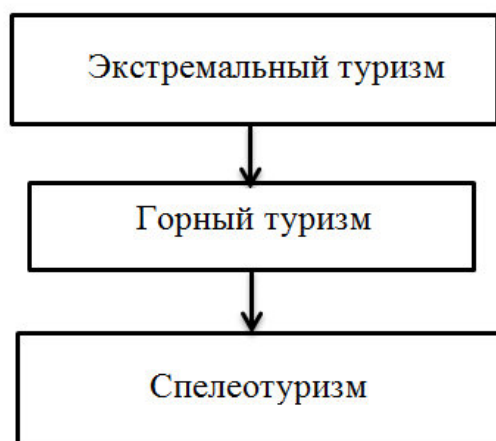 Экстремальный туризм
Горный туризм
Спелеотуризм